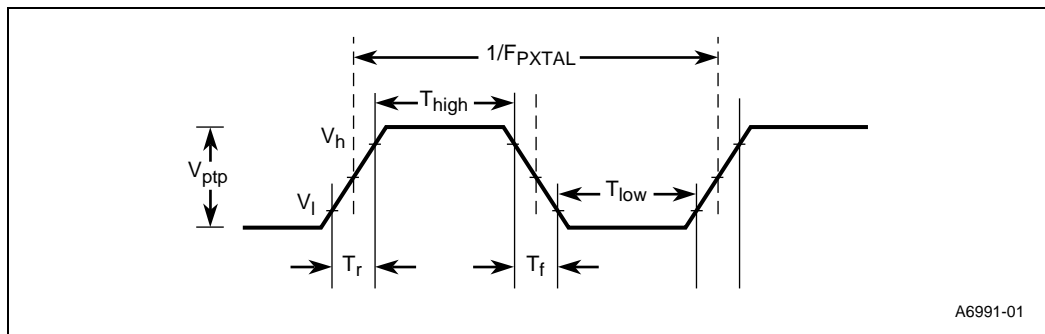 1/FPXTAL
Thigh
Vh
Vptp
Vl
Tlow
Tr
Tf
A6991-01